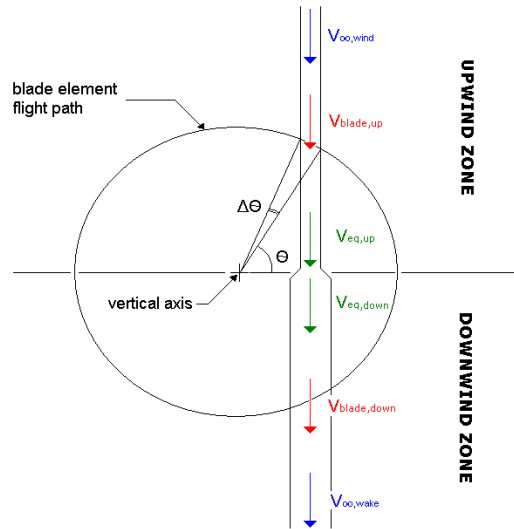 V∞,wind
UPWIND ZONE
blade element
flight path
Vblade,up
ΔΘ
Θ
Veq,up
vertical axis
Veq,down
DOWNWIND ZONE
Vblade,down
V∞,wake